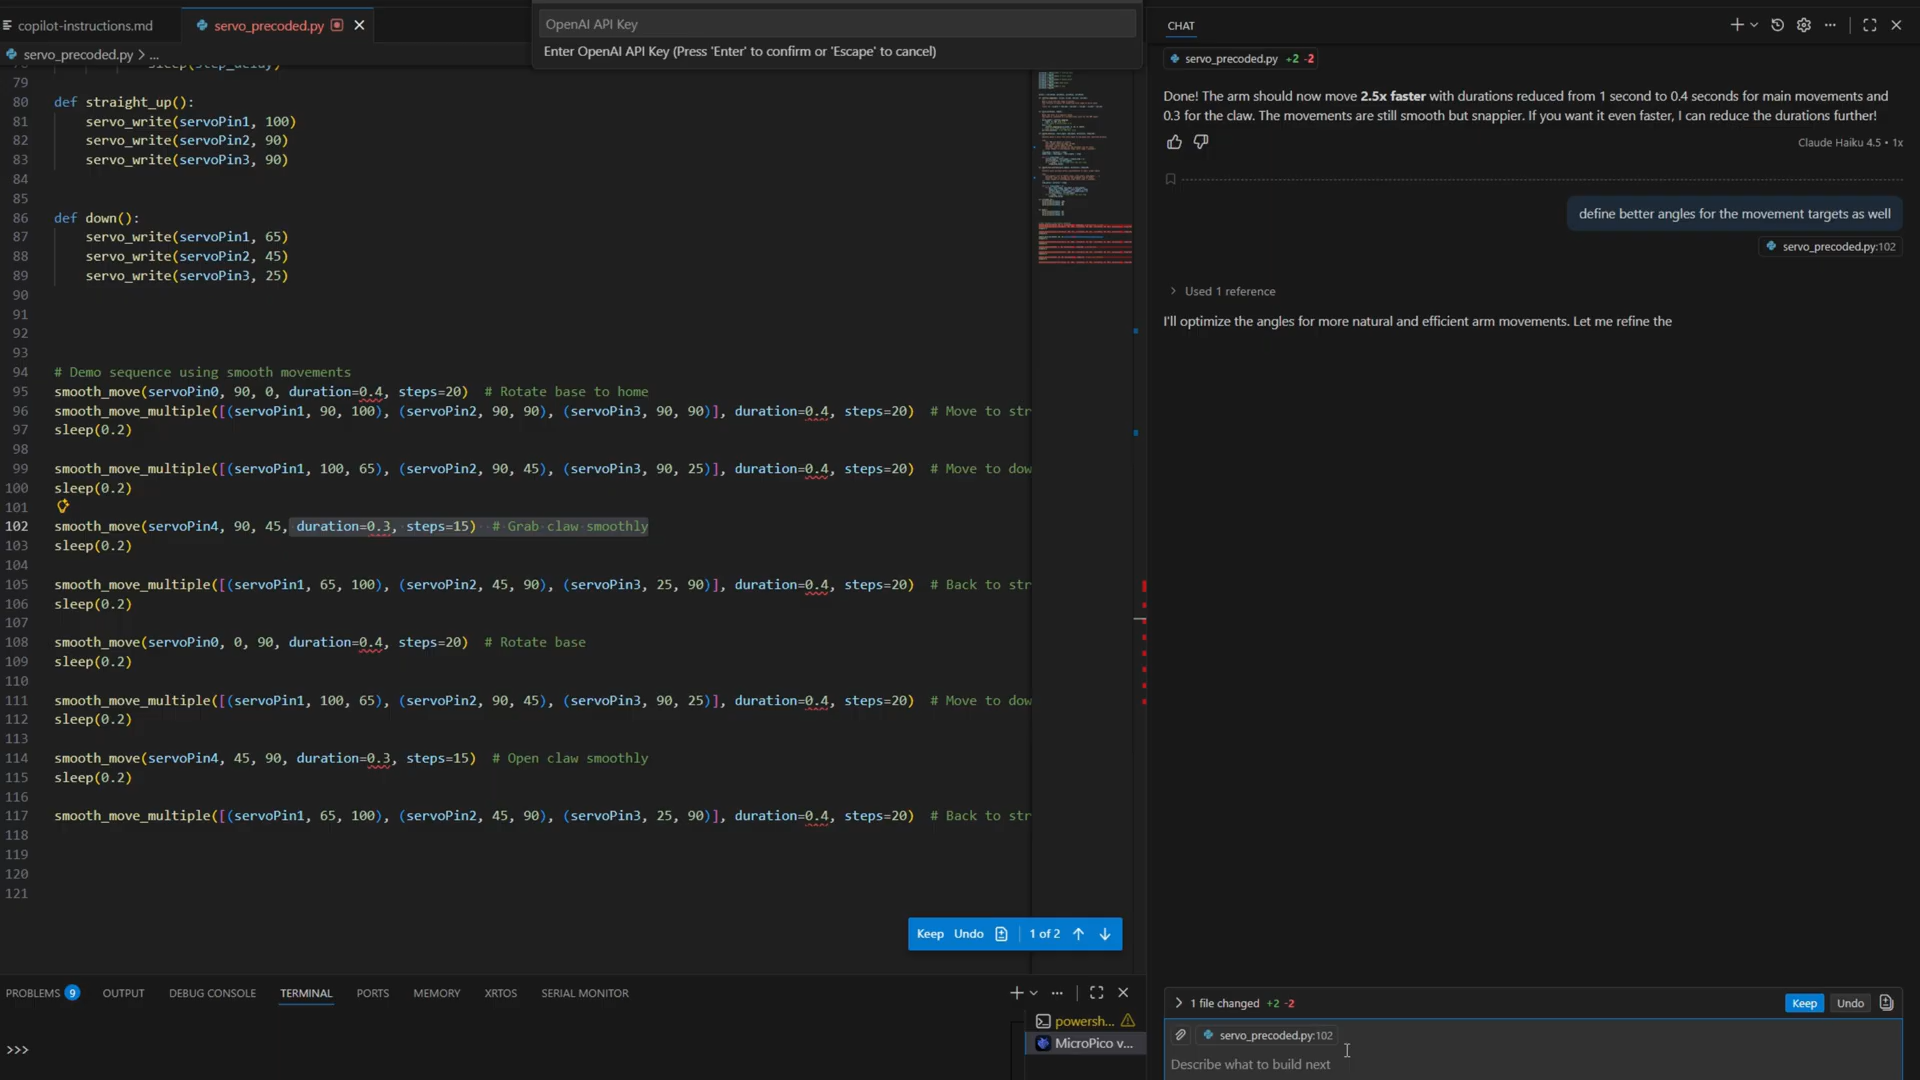 copilot-instructions.md
servo_precoded.py
OpenAI API Key
Enter OpenAI API Key (Press 'Enter' to confirm or 'Escape' to cancel)
servo_precoded.py > ...
sleep(step_delay)
79
80 def straight_up():
81 servo_write(servoPin1, 100)
82 servo_write(servoPin2, 90)
83 servo_write(servoPin3, 90)
84
85
86 def down():
87 servo_write(servoPin1, 65)
88 servo_write(servoPin2, 45)
89 servo_write(servoPin3, 25)
90
91
92
93
94 # Demo sequence using smooth movements
95 smooth_move(servoPin0, 90, 0, duration=0.4, steps=20) # Rotate base to home
96 smooth_move_multiple([(servoPin1, 90, 100), (servoPin2, 90, 90), (servoPin3, 90, 90)], duration=0.4, steps=20) # Move to str
97 sleep(0.2)
98
99 smooth_move_multiple([(servoPin1, 100, 65), (servoPin2, 90, 45), (servoPin3, 90, 25)], duration=0.4, steps=20) # Move to dow
100 sleep(0.2)
101
102 smooth_move(servoPin4, 90, 45, duration=0.3, steps=15) # Grab claw smoothly
103 sleep(0.2)
104
105 smooth_move_multiple([(servoPin1, 65, 100), (servoPin2, 45, 90), (servoPin3, 25, 90)], duration=0.4, steps=20) # Back to str
106 sleep(0.2)
107
108 smooth_move(servoPin0, 0, 90, duration=0.4, steps=20) # Rotate base
109 sleep(0.2)
110
111 smooth_move_multiple([(servoPin1, 100, 65), (servoPin2, 90, 45), (servoPin3, 90, 25)], duration=0.4, steps=20) # Move to dow
112 sleep(0.2)
113
114 smooth_move(servoPin4, 45, 90, duration=0.3, steps=15) # Open claw smoothly
115 sleep(0.2)
116
117 smooth_move_multiple([(servoPin1, 65, 100), (servoPin2, 45, 90), (servoPin3, 25, 90)], duration=0.4, steps=20) # Back to str
118
119
120
121
Keep Undo 1 of 2
PROBLEMS 9 OUTPUT DEBUG CONSOLE TERMINAL PORTS MEMORY XRTOS SERIAL MONITOR
>>>
powersh...
MicroPico v...
CHAT
servo_precoded.py +2 -2
Done! The arm should now move 2.5x faster with durations reduced from 1 second to 0.4 seconds for main movements and
0.3 for the claw. The movements are still smooth but snappier. If you want it even faster, I can reduce the durations further!
Claude Haiku 4.5 • 1x
define better angles for the movement targets as well
servo_precoded.py:102
Used 1 reference
I'll optimize the angles for more natural and efficient arm movements. Let me refine the
1 file changed +2 -2
Keep Undo
servo_precoded.py:102
Describe what to build next